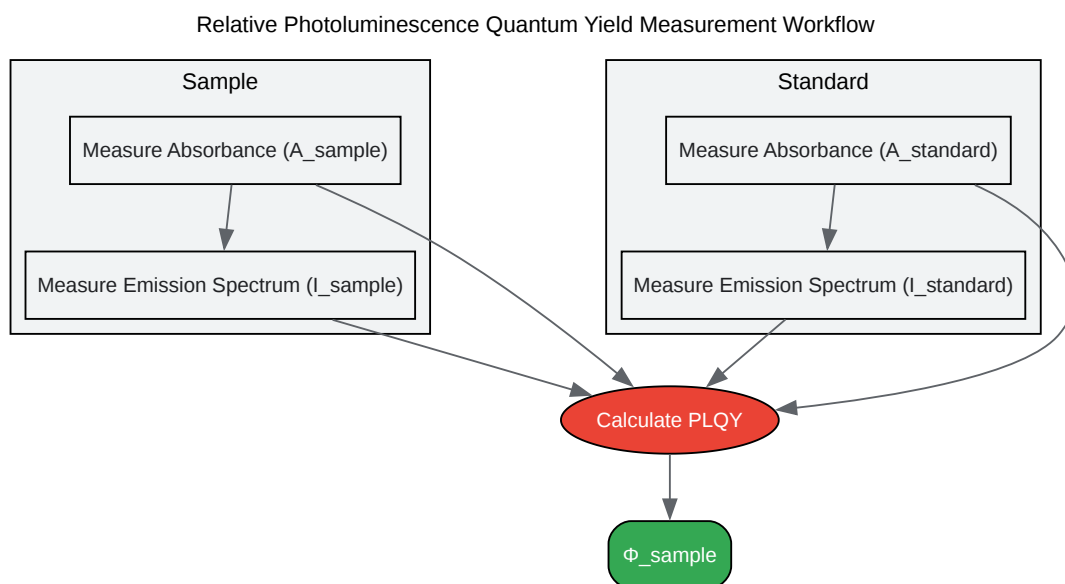 Relative Photoluminescence Quantum Yield Measurement Workflow
Sample
Standard
Measure Absorbance (A_sample)
Measure Absorbance (A_standard)
Measure Emission Spectrum (I_sample)
Measure Emission Spectrum (I_standard)
Calculate PLQY
Φ_sample